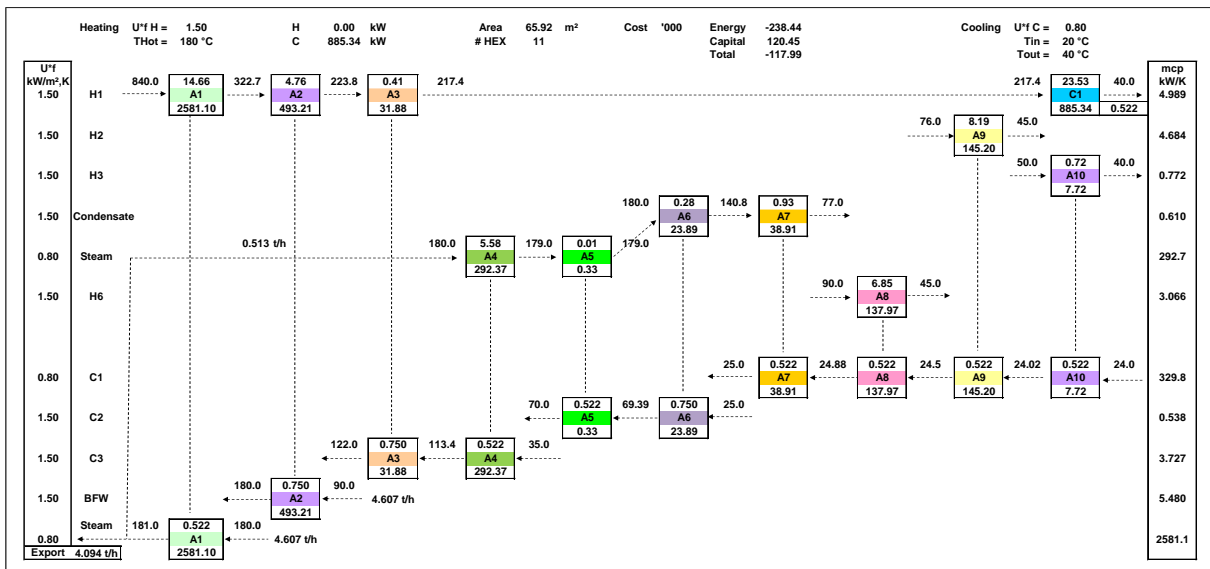 Heating U*f H = 1.50 H 0.00 kW Area 65.92 m² Cost '000 Energy -238.44 Cooling U*f C = 0.80
THot = 180 °C C 885.34 kW # HEX 11 Capital 120.45 Tin = 20 °C
Total -117.99 Tout = 40 °C
U*f mcp
kW/m²,K 840.0 14.66 322.7 4.76 223.8 0.41 217.4 217.4 23.53 40.0 kW/K
1.50 H1 A1 A2 A3 C1 4.989
2581.10 493.21 31.88 885.34 0.522
76.0 8.19 45.0
1.50 H2 A9 4.684
145.20
50.0 0.72 40.0
1.50 H3 A10 0.772
7.72
180.0 0.28 140.8 0.93 77.0
1.50 Condensate A6 A7 0.610
23.89 38.91
0.513 t/h 180.0 5.58 179.0 0.01 179.0
0.80 Steam A4 A5 292.7
292.37 0.33
90.0 6.85 45.0
1.50 H6 A8 3.066
137.97
25.0 0.522 24.88 0.522 24.5 0.522 24.02 0.522 24.0
0.80 C1 A7 A8 A9 A10 329.8
38.91 137.97 145.20 7.72
70.0 0.522 69.39 0.750 25.0
1.50 C2 A5 A6 0.538
0.33 23.89
122.0 0.750 113.4 0.522 35.0
1.50 C3 A3 A4 3.727
31.88 292.37
180.0 0.750 90.0
1.50 BFW A2 4.607 t/h 5.480
493.21
Steam 181.0 0.522 180.0
0.80 A1 4.607 t/h 2581.1
Export 4.094 t/h 2581.10